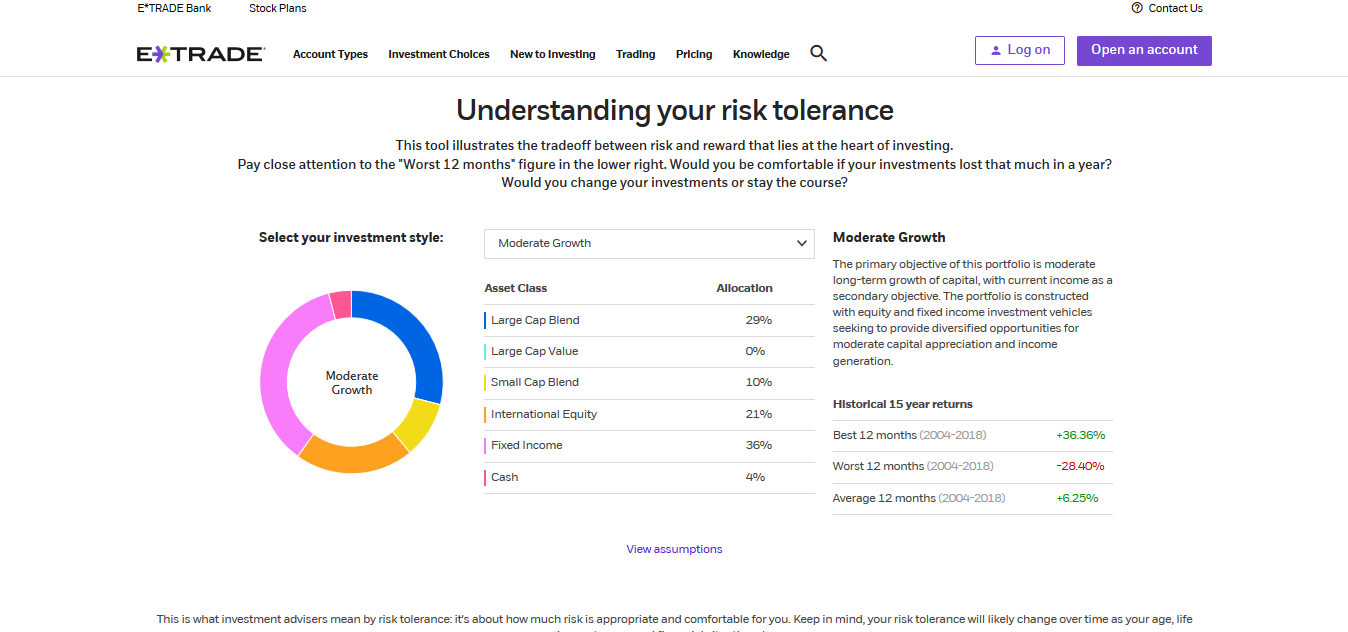 E*TRADE Bank
Stock Plans
Contact Us
E*TRADE
Account Types
Investment Choices
New to Investing
Trading
Pricing
Knowledge
Log on
Open an account
Understanding your risk tolerance
This tool illustrates the tradeoff between risk and reward that lies at the heart of investing.
Pay close attention to the "Worst 12 months" figure in the lower right. Would you be comfortable if your investments lost that much in a year?
Would you change your investments or stay the course?
Select your investment style:
Moderate
Growth
Moderate Growth
Asset Class Allocation
Large Cap Blend 29%
Large Cap Value 0%
Small Cap Blend 10%
International Equity 21%
Fixed Income 36%
Cash 4%
Moderate Growth
The primary objective of this portfolio is moderate
long-term growth of capital, with current income as a
secondary objective. The portfolio is constructed
with equity and fixed income investment vehicles
seeking to provide diversified opportunities for
moderate capital appreciation and income
generation.
Historical 15 year returns
Best 12 months (2004-2018) +36.36%
Worst 12 months (2004-2018) -28.40%
Average 12 months (2004-2018) +6.25%
View assumptions
This is what investment advisers mean by risk tolerance: it's about how much risk is appropriate and comfortable for you. Keep in mind, your risk tolerance will likely change over time as your age, life